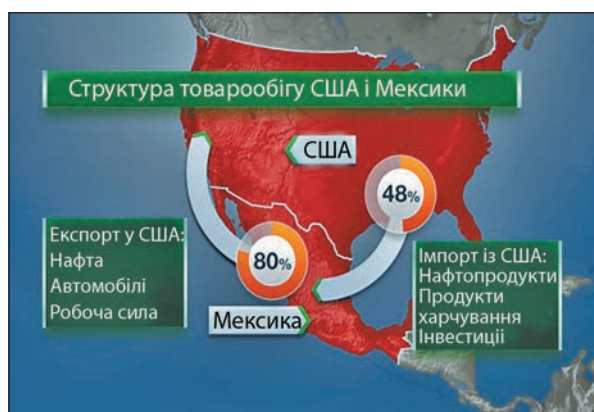 Структура товарообігу США і Мексики
США
48%
Експорт у США:
Нафта
Автомобілі
Робоча сила
80%
Мексика
Імпорт із США:
Нафтопродукти
Продукти
харчування
Інвестиції